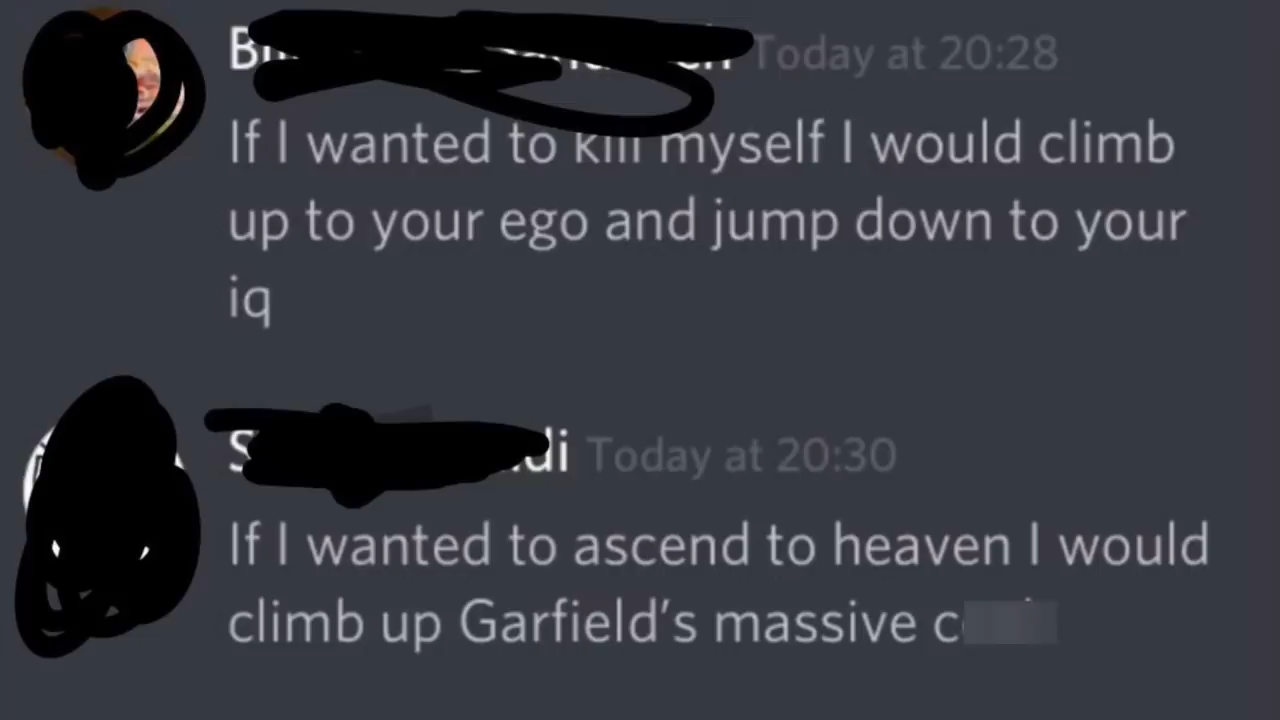 Today at 20:28
If I wanted to kill myself I would climb
up to your ego and jump down to your
iq
Today at 20:30
If I wanted to ascend to heaven I would
climb up Garfield's massive